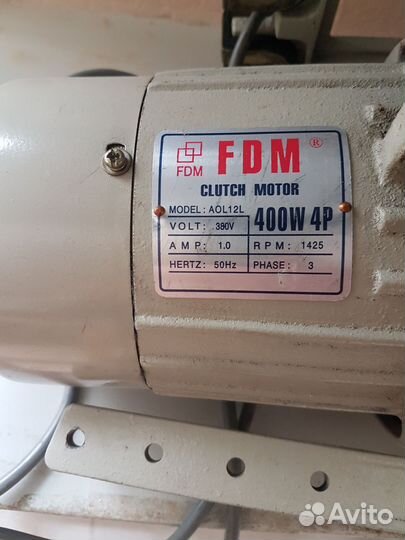 FDM ®
FDM
CLUTCH MOTOR
MODEL: AOL12L
VOLT: 380V
400W 4P
AMP: 1.0
RPM: 1425
HERTZ: 50Hz
PHASE: 3
Avito